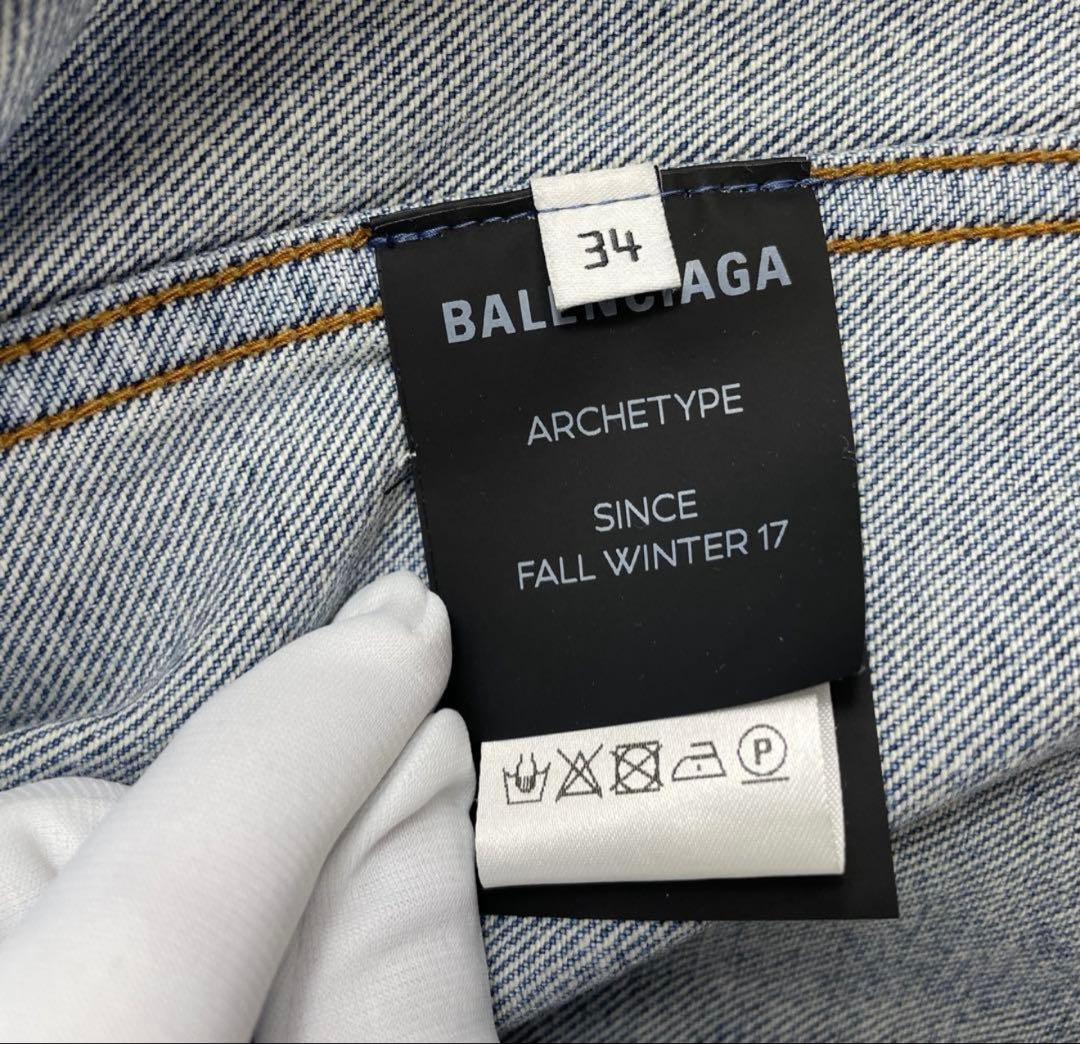 34
BALENCIAGA
ARCHETYPE
SINCE
FALL WINTER 17
P